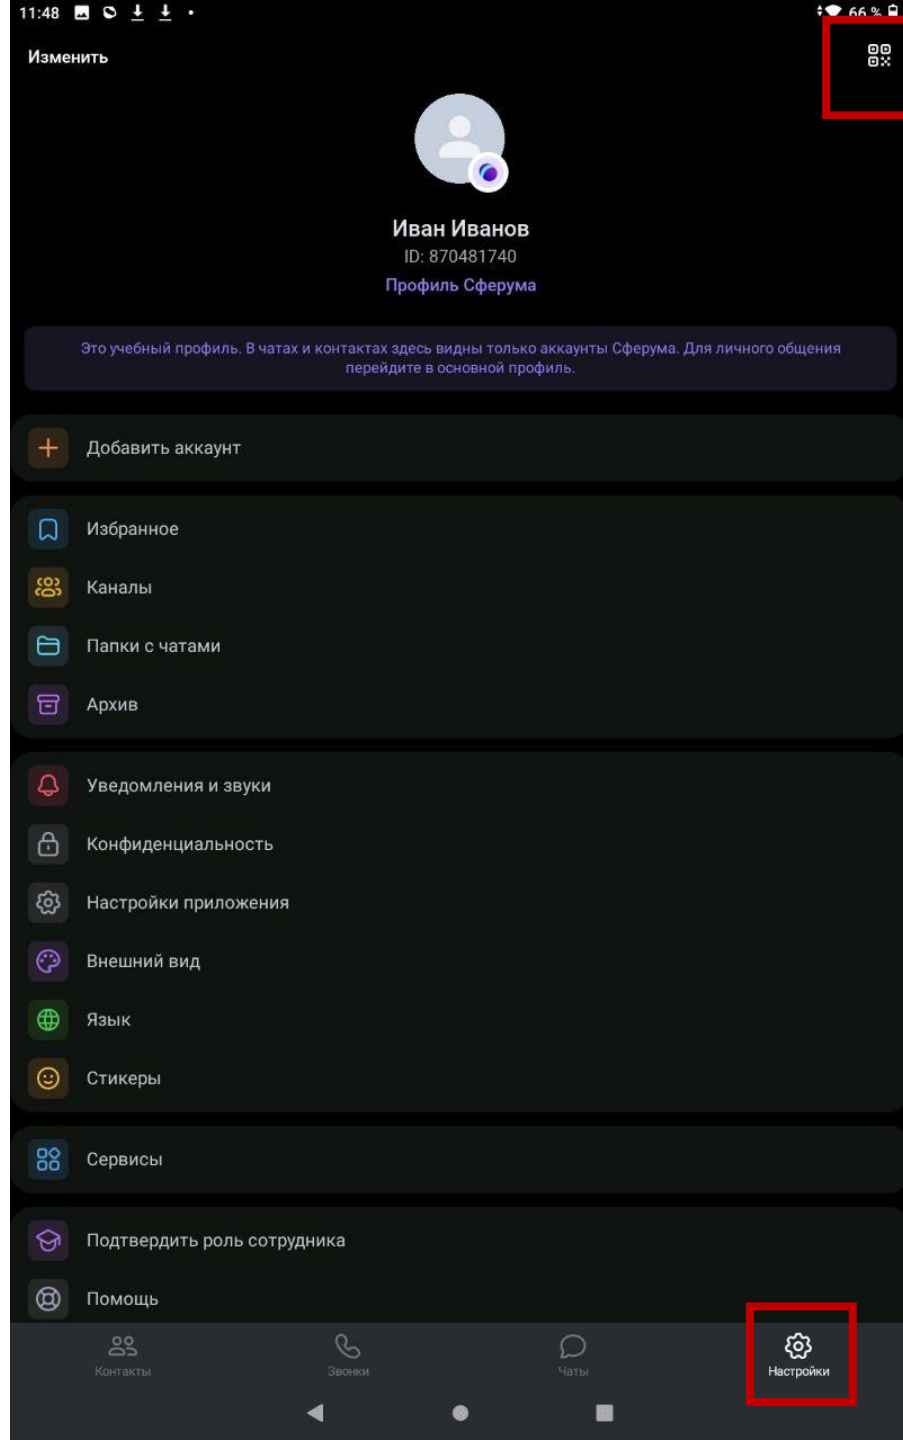 11:48
66 %
Изменить
Иван Иванов
ID: 870481740
Профиль Сферума
Это учебный профиль. В чатах и контактах здесь видны только аккаунты Сферума. Для личного общения
перейдите в основной профиль.
Добавить аккаунт
Избранное
Каналы
Папки с чатами
Архив
Уведомления и звуки
Конфиденциальность
Настройки приложения
Внешний вид
Язык
Стикеры
Сервисы
Подтвердить роль сотрудника
Помощь
Контакты
Звонки
Чаты
Настройки